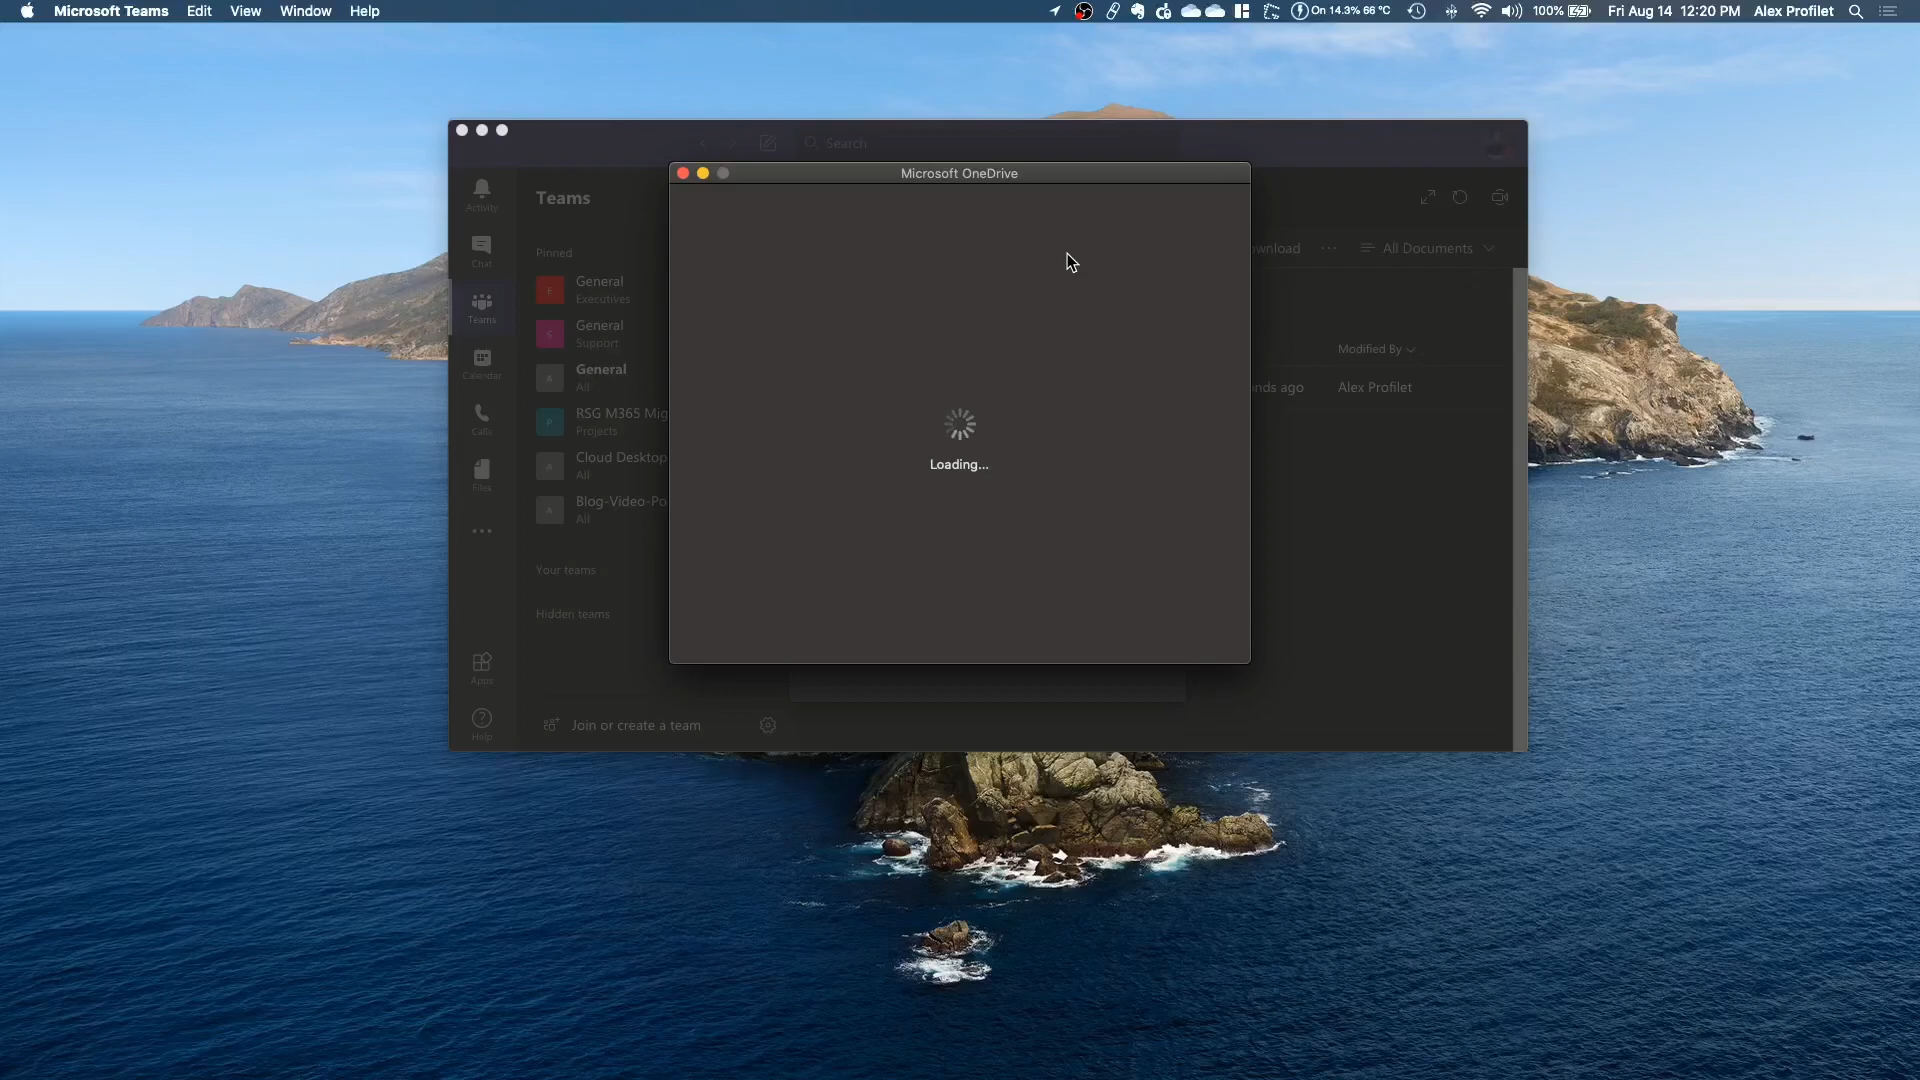 Microsoft Teams Edit View Window Help
On 14.3% 66 °C 100% Fri Aug 14 12:20 PM Alex Profilet
Search
Microsoft OneDrive
Activity
Teams
wnload ··· All Documents
Chat
Pinned
General
Executives
Teams
General
Support
Modified By
Calendar
General
All
nds ago Alex Profilet
Calls
RSG M365 Mig
Projects
Loading...
Cloud Desktop
All
Files
Blog-Video-Po
All
Your teams
Hidden teams
Apps
Join or create a team
Help
E
S
A
P
A
A